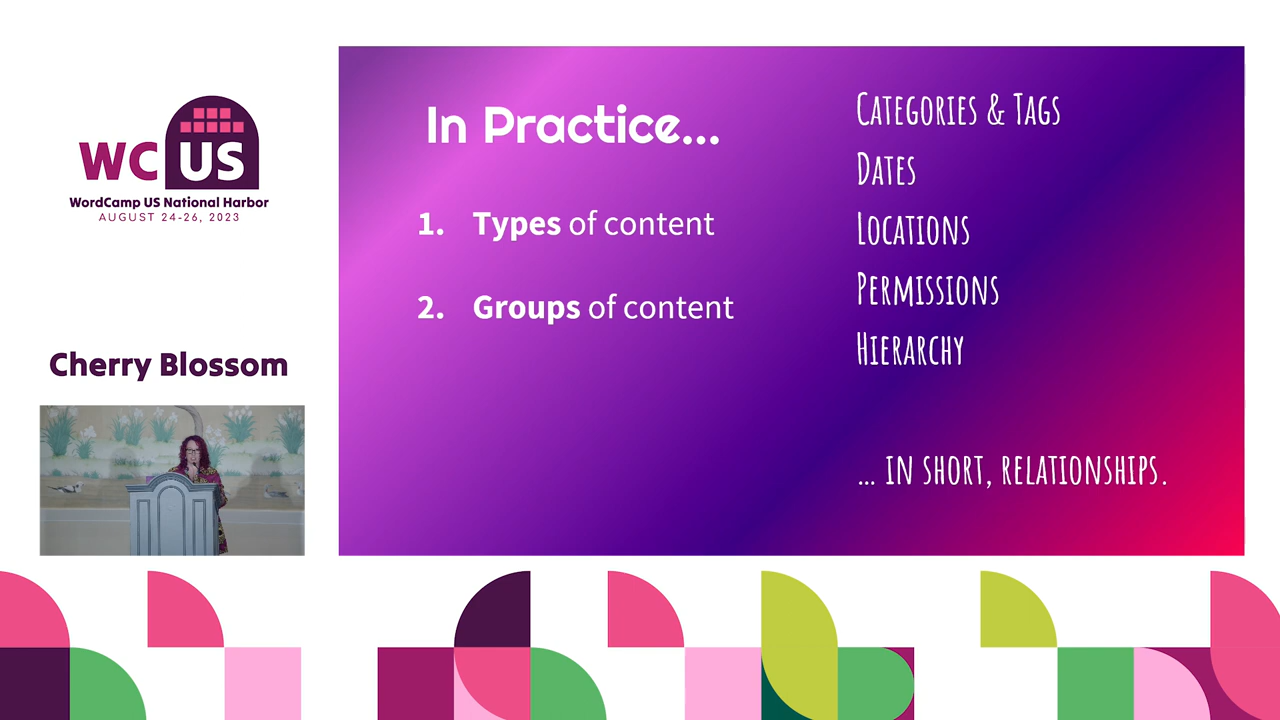 WC US
WordCamp US National Harbor
AUGUST 24-26, 2023
Cherry Blossom
In Practice...
1. Types of content
2. Groups of content
Categories & Tags
Dates
Locations
Permissions
Hierarchy
... in short, relationships.